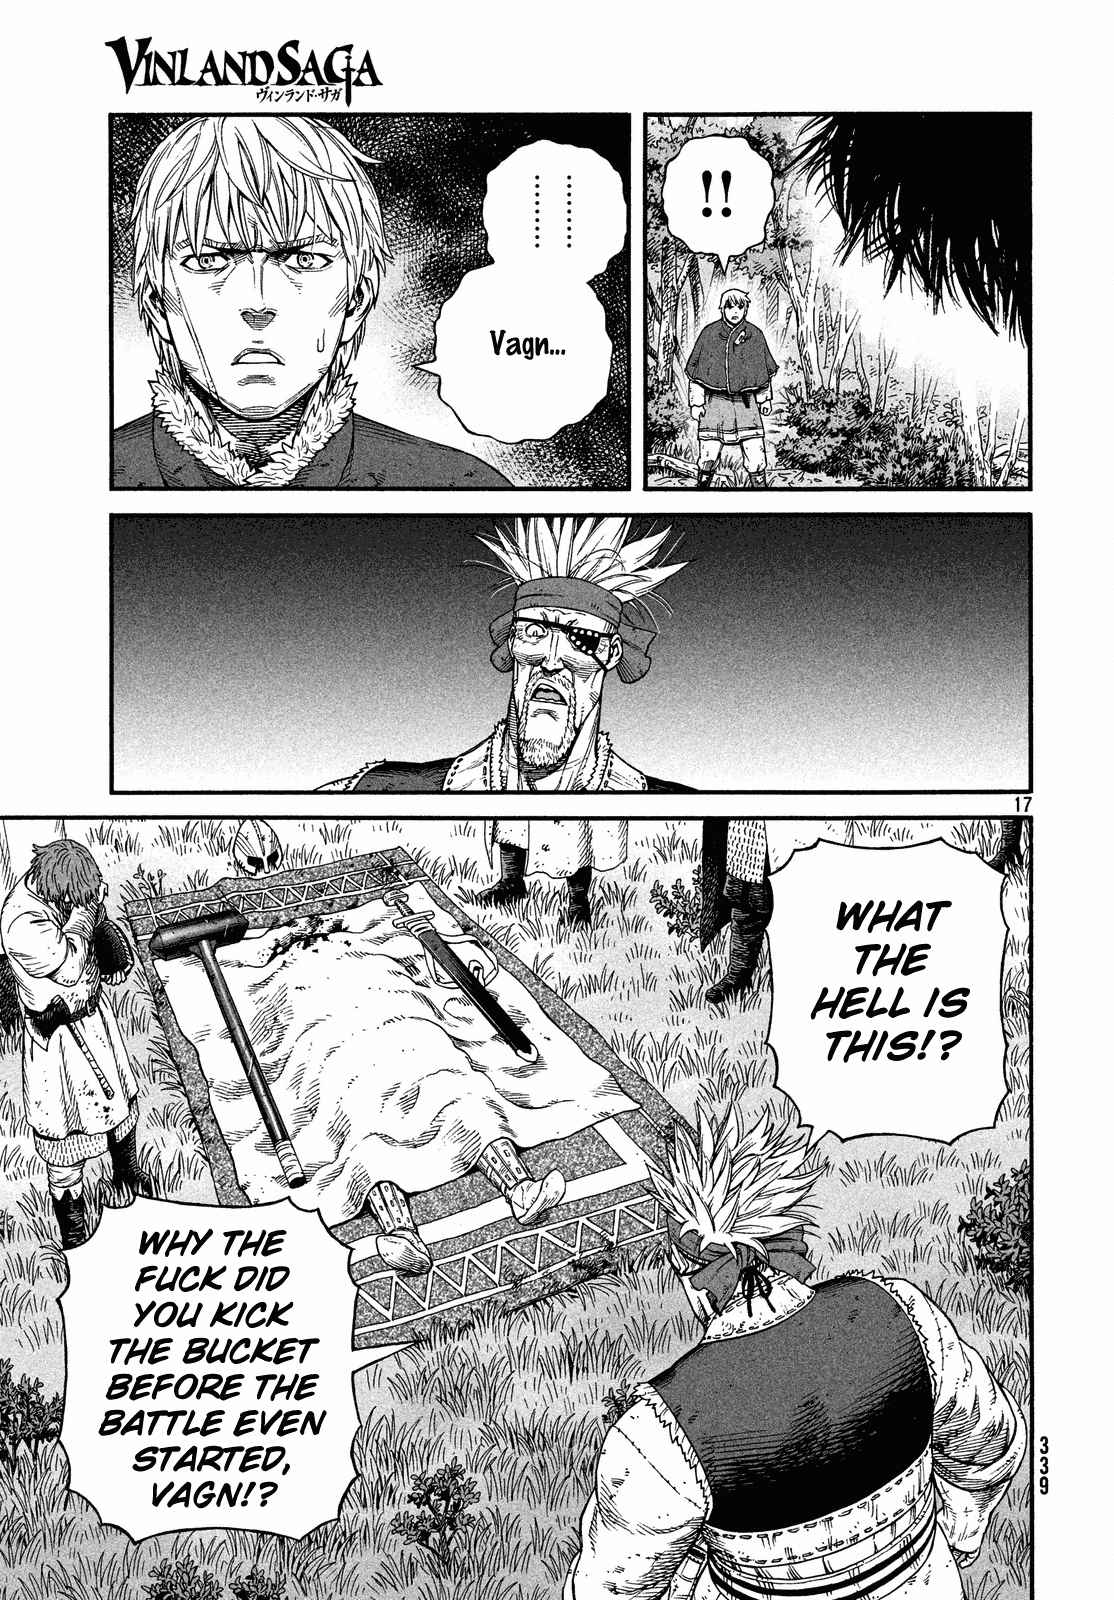 VINLAND SAGA
ヴィンランド・サガ
!!
………
………
Vagn...
17
WHAT
THE
HELL IS
THIS!?
WHY THE
FUCK DID
YOU KICK
THE BUCKET
BEFORE THE
BATTLE EVEN
STARTED,
VAGN!?
339